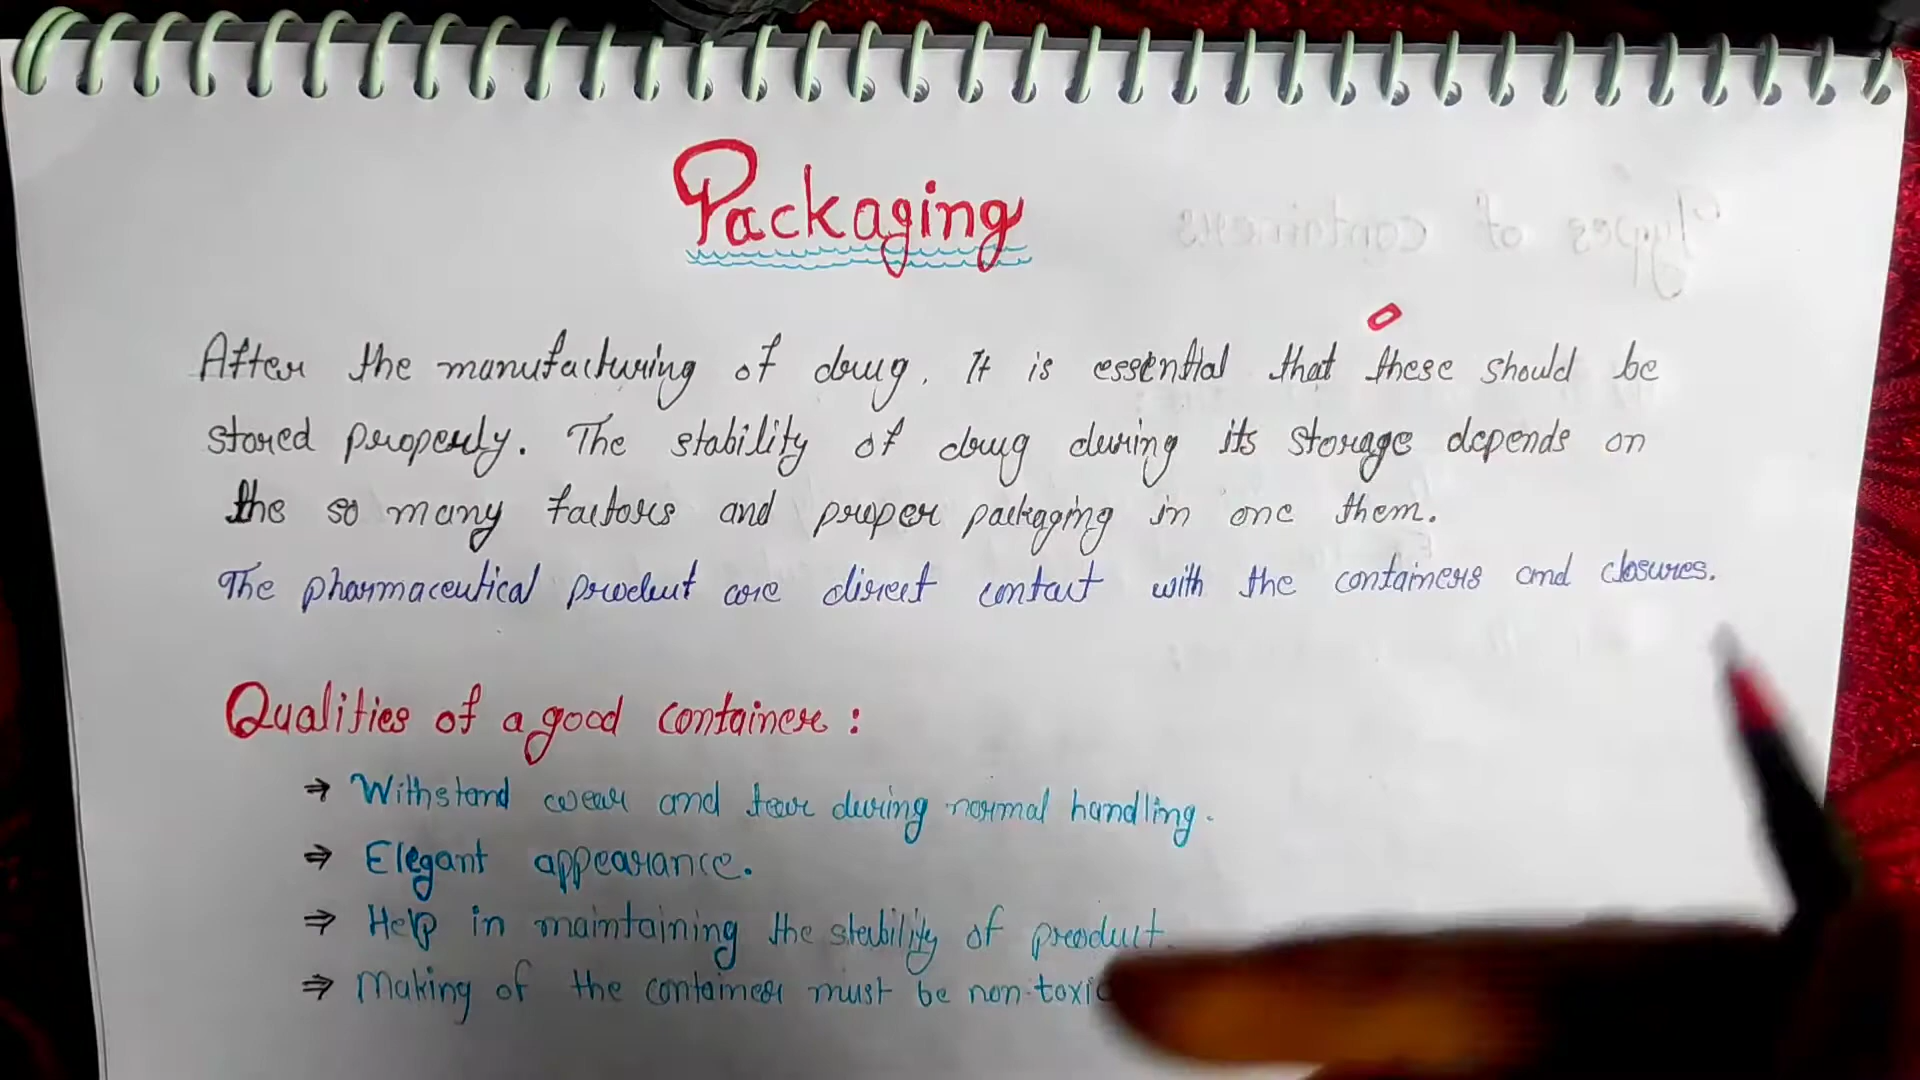 Packaging
Types of containers
After the manufacturing of drug. It is essential that these should be
stored properly. The stability of drug during its storage depends on
the so many factors and proper packaging in one them.
The pharmaceutical product are direct contact with the containers and closures.
Qualities of a good container :
⇒ Withstand wear and tear during normal handling.
⇒ Elegant appearance.
⇒ Help in maintaining the stability of product.
⇒ Making of the container must be non-toxic